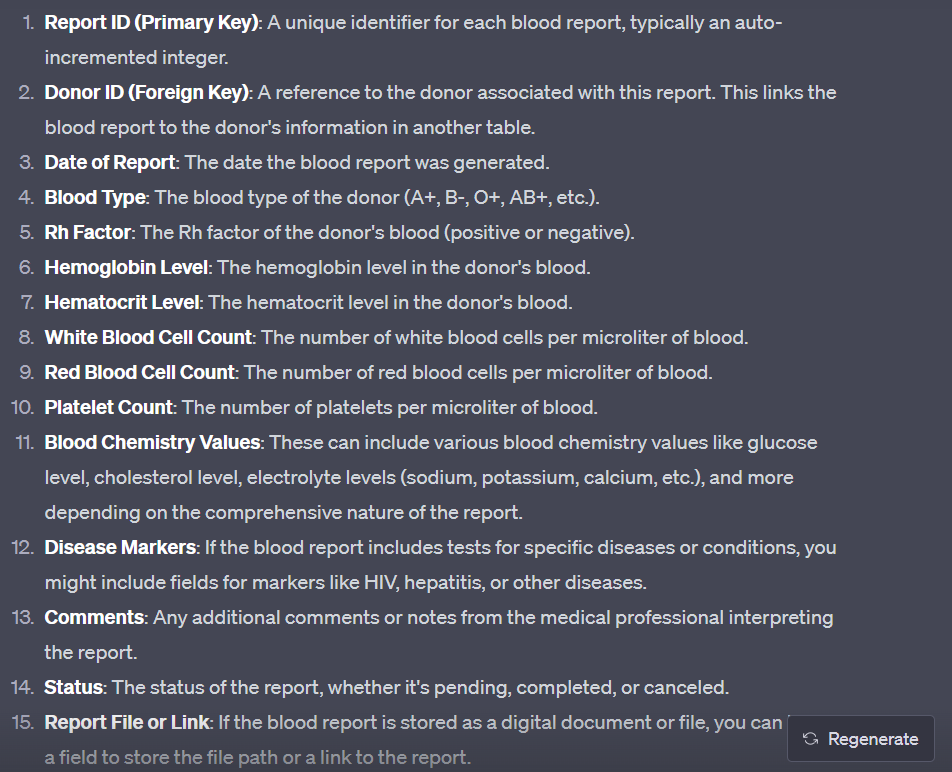 1. Report ID (Primary Key): A unique identifier for each blood report, typically an auto-
incremented integer.
2. Donor ID (Foreign Key): A reference to the donor associated with this report. This links the
blood report to the donor's information in another table.
3. Date of Report: The date the blood report was generated.
4. Blood Type: The blood type of the donor (A+, B-, O+, AB+, etc.).
5. Rh Factor: The Rh factor of the donor's blood (positive or negative).
6. Hemoglobin Level: The hemoglobin level in the donor's blood.
7. Hematocrit Level: The hematocrit level in the donor's blood.
8. White Blood Cell Count: The number of white blood cells per microliter of blood.
9. Red Blood Cell Count: The number of red blood cells per microliter of blood.
10. Platelet Count: The number of platelets per microliter of blood.
11. Blood Chemistry Values: These can include various blood chemistry values like glucose
level, cholesterol level, electrolyte levels (sodium, potassium, calcium, etc.), and more
depending on the comprehensive nature of the report.
12. Disease Markers: If the blood report includes tests for specific diseases or conditions, you
might include fields for markers like HIV, hepatitis, or other diseases.
13. Comments: Any additional comments or notes from the medical professional interpreting
the report.
14. Status: The status of the report, whether it's pending, completed, or canceled.
15. Report File or Link: If the blood report is stored as a digital document or file, you can
a field to store the file path or a link to the report.
Regenerate